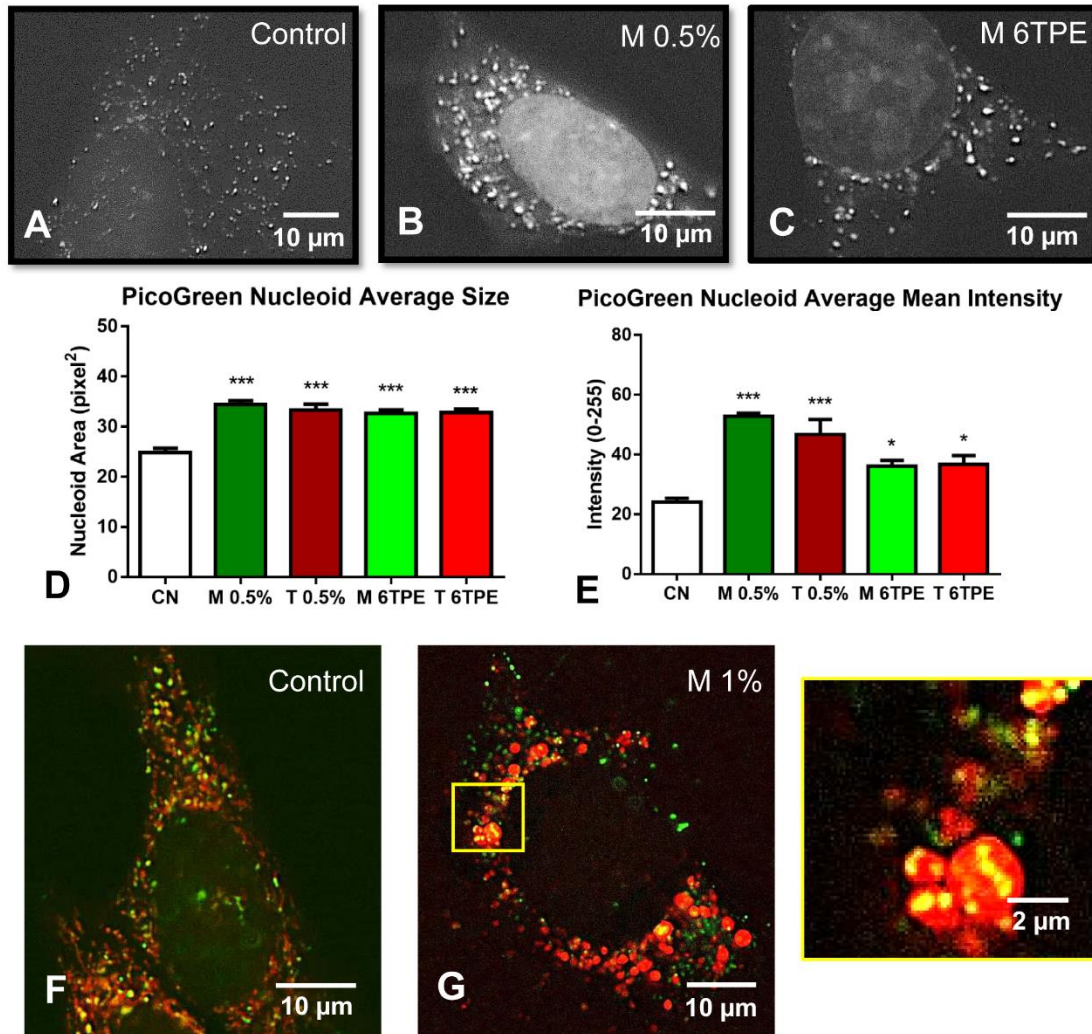 Control
M 0.5%
M 6TPE
A
10 µm
B
10 µm
C
10 µm
PicoGreen Nucleoid Average Size
Nucleoid Area (pixel²)
50
40
30
20
10
0
***
***
***
***
CN
M 0.5%
T 0.5%
M 6TPE
T 6TPE
D
PicoGreen Nucleoid Average Mean Intensity
Intensity (0-255)
80
60
40
20
0
***
***
*
*
CN
M 0.5%
T 0.5%
M 6TPE
T 6TPE
E
Control
F
10 µm
M 1%
G
10 µm
2 µm